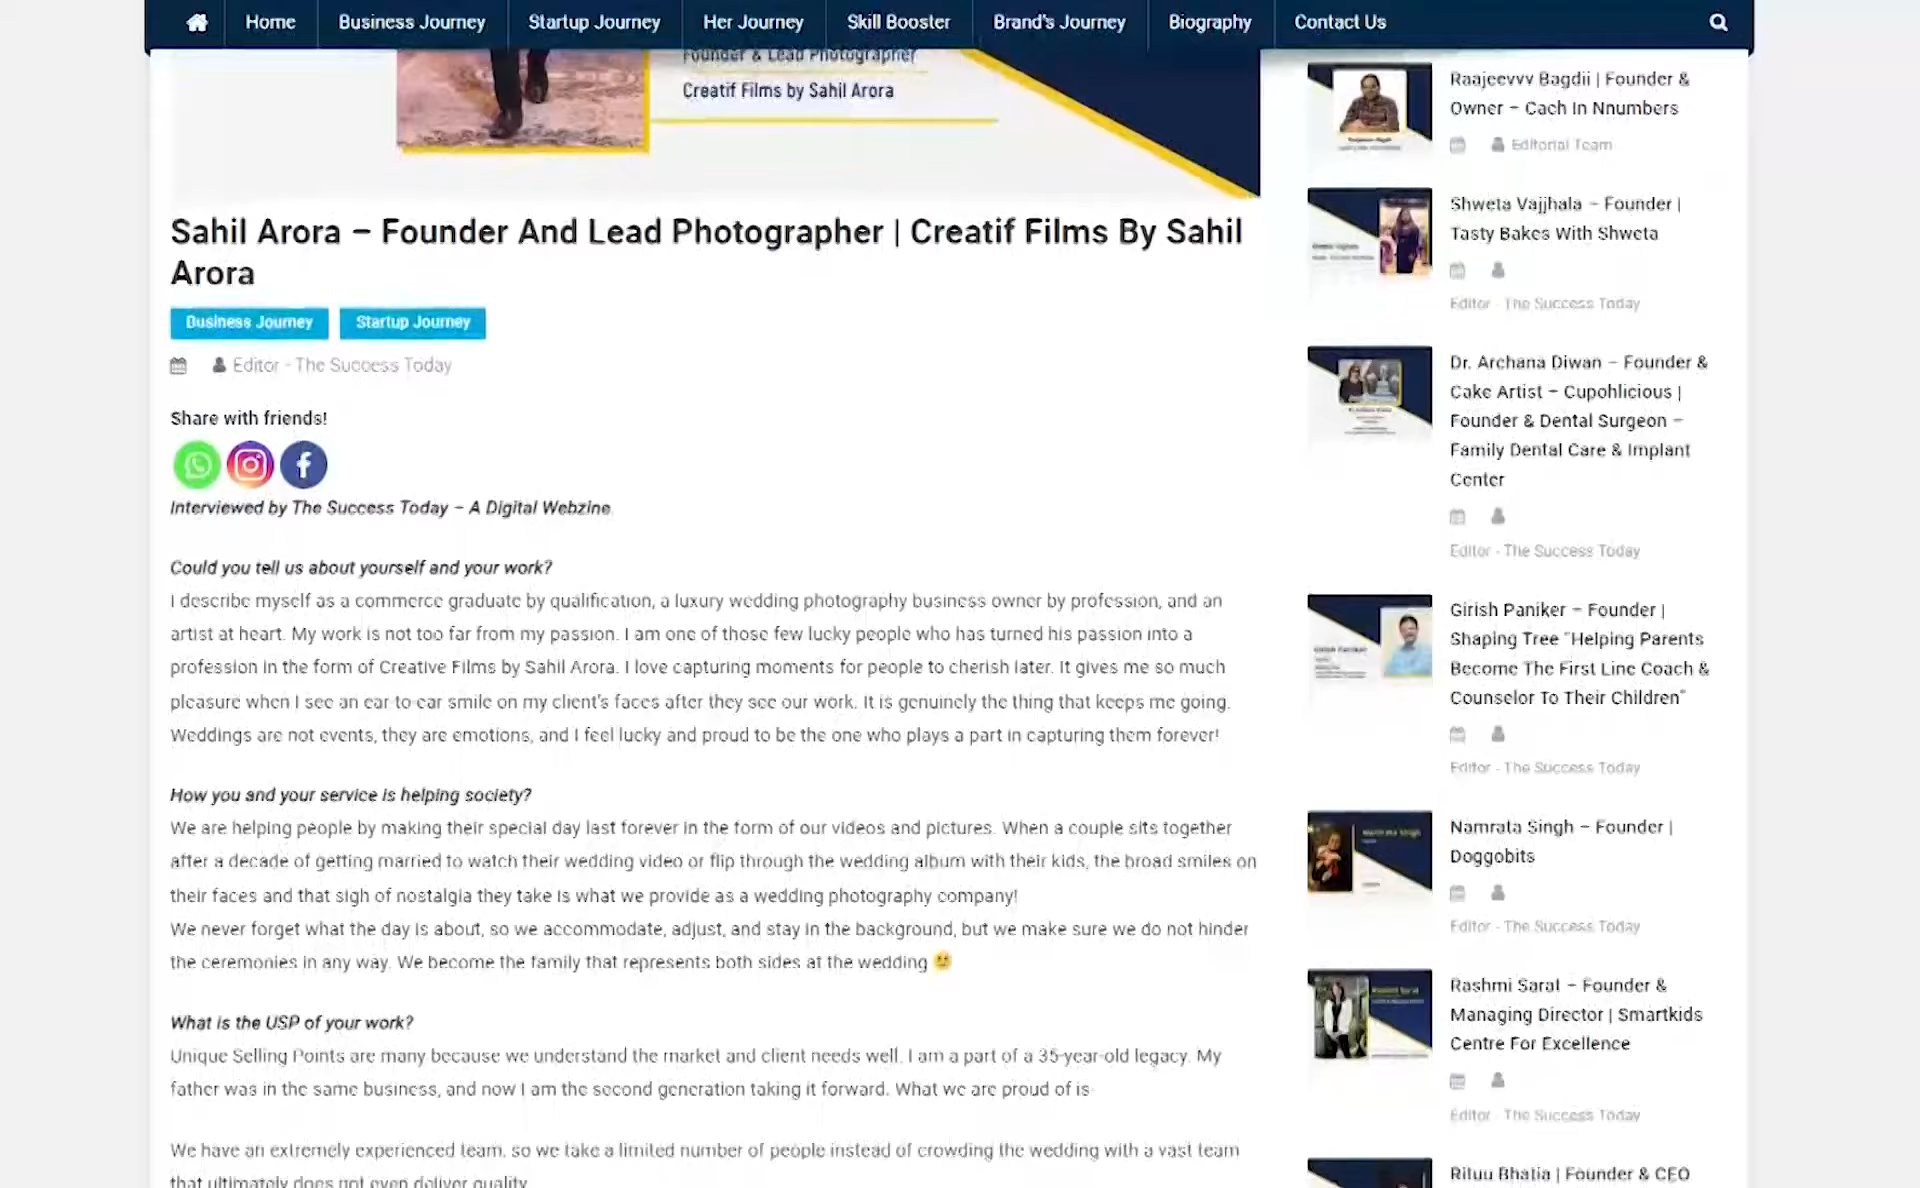 Home
Business Journey
Startup Journey
Her Journey
Skill Booster
Brand's Journey
Biography
Contact Us
Founder & Lead Photographer
Creatif Films by Sahil Arora
Sahil Arora – Founder And Lead Photographer | Creatif Films By Sahil
Arora
Business Journey
Startup Journey
Editor - The Success Today
Share with friends!
Interviewed by The Success Today – A Digital Webzine
Could you tell us about yourself and your work?
I describe myself as a commerce graduate by qualification, a luxury wedding photography business owner by profession, and an
artist at heart. My work is not too far from my passion. I am one of those few lucky people who has turned his passion into a
profession in the form of Creative Films by Sahil Arora. I love capturing moments for people to cherish later. It gives me so much
pleasure when I see an ear-to-ear smile on my client's faces after they see our work. It is genuinely the thing that keeps me going.
Weddings are not events, they are emotions, and I feel lucky and proud to be the one who plays a part in capturing them forever!
How you and your service is helping society?
We are helping people by making their special day last forever in the form of our videos and pictures. When a couple sits together
after a decade of getting married to watch their wedding video or flip through the wedding album with their kids, the broad smiles on
their faces and that sigh of nostalgia they take is what we provide as a wedding photography company!
We never forget what the day is about, so we accommodate, adjust, and stay in the background, but we make sure we do not hinder
the ceremonies in any way. We become the family that represents both sides at the wedding 🙂
What is the USP of your work?
Unique Selling Points are many because we understand the market and client needs well. I am a part of a 35-year-old legacy. My
father was in the same business, and now I am the second generation taking it forward. What we are proud of is-
We have an extremely experienced team, so we take a limited number of people instead of crowding the wedding with a vast team
that ultimately does not even deliver quality.
Raajeevvv Bagdii | Founder &
Owner – Cach In Nnumbers
Editorial Team
Shweta Vajjhala – Founder |
Tasty Bakes With Shweta
Editor - The Success Today
Dr. Archana Diwan – Founder &
Cake Artist – Cupohlicious |
Founder & Dental Surgeon –
Family Dental Care & Implant
Center
Editor - The Success Today
Girish Paniker – Founder |
Shaping Tree "Helping Parents
Become The First Line Coach &
Counselor To Their Children"
Editor - The Success Today
Namrata Singh – Founder |
Doggobits
Editor - The Success Today
Rashmi Sarat – Founder &
Managing Director | Smartkids
Centre For Excellence
Editor - The Success Today
Rituu Bhatia | Founder & CEO